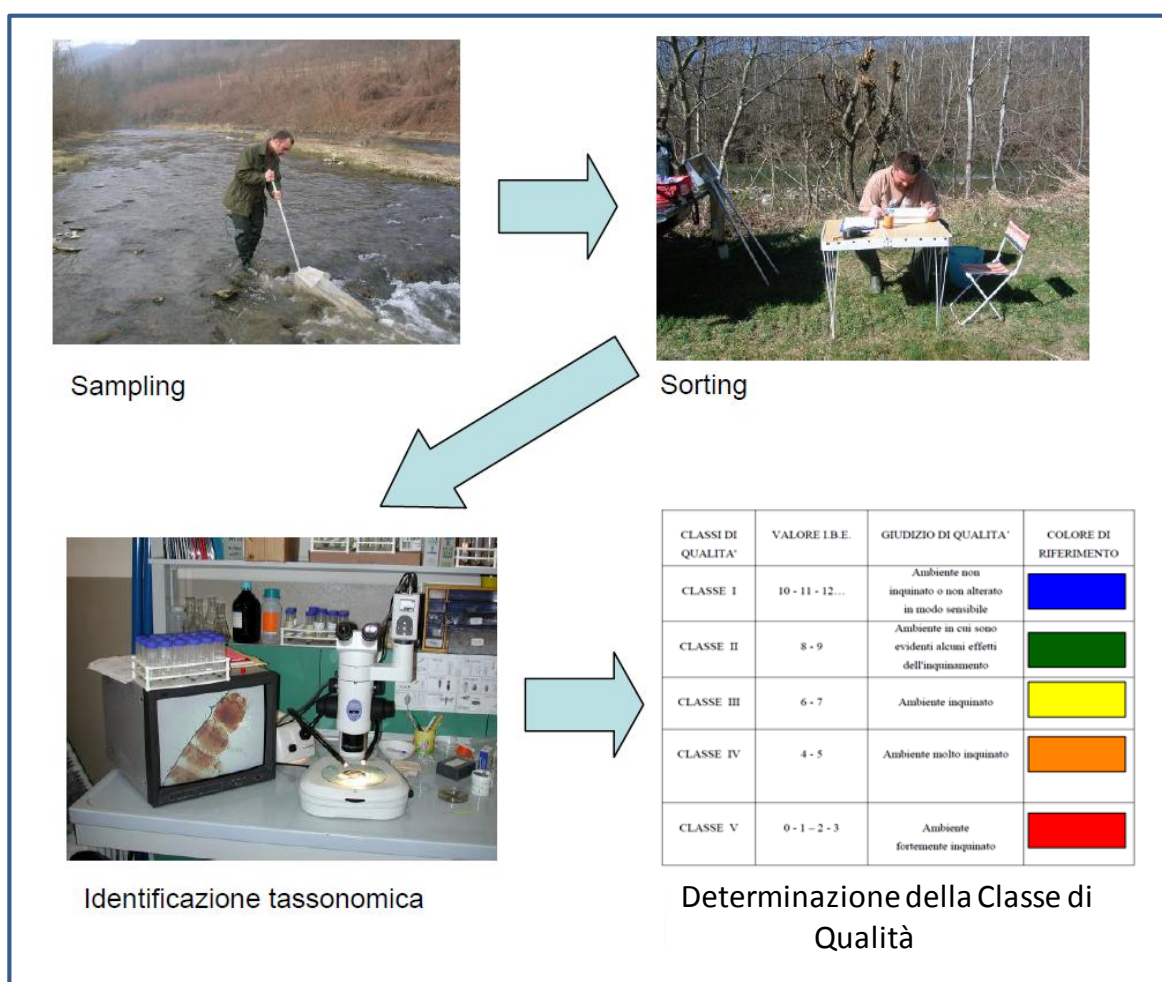 Sampling
Sorting
Identificazione tassonomica
CLASSI DI
QUALITA'
VALORE I.B.E.
GIUDIZIO DI QUALITA'
COLORE DI
RIFERIMENTO
CLASSE I
10 - 11 - 12...
Ambiente non
inquinato o non alterato
in modo sensibile
CLASSE II
8 - 9
Ambiente in cui sono
evidenti alcuni effetti
dell'inquinamento
CLASSE III
6 - 7
Ambiente inquinato
CLASSE IV
4 - 5
Ambiente molto inquinato
CLASSE V
0 - 1 – 2 - 3
Ambiente
fortemente inquinato
Determinazione della Classe di
Qualità